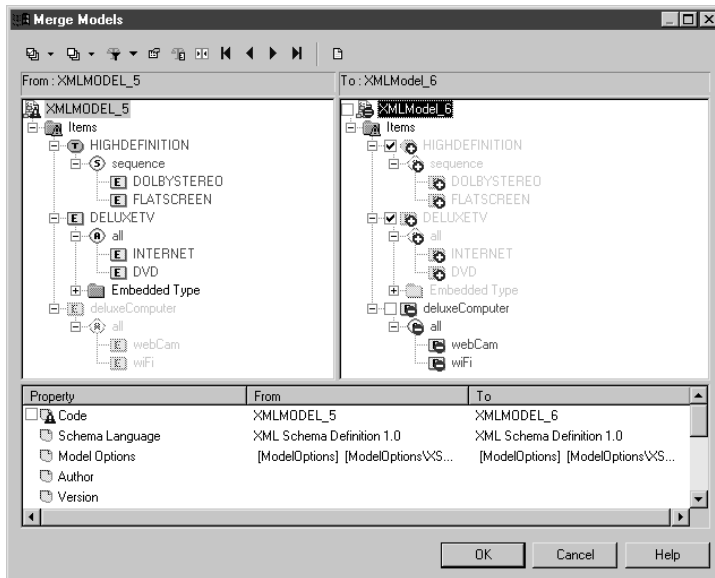 Merge Models
From : XMLMODEL_5
To : XMLModel_6
XMLMODEL_5
Items
T HIGHDEFINITION
S sequence
E DOLBYSTEREO
E FLATSCREEN
E DELUXETV
A all
E INTERNET
E DVD
Embedded Type
E deluxeComputer
A all
E webCam
E wiFi
XMLModel_6
Items
HIGHDEFINITION
sequence
DOLBYSTEREO
FLATSCREEN
DELUXETV
all
INTERNET
DVD
Embedded Type
deluxeComputer
all
webCam
wiFi
Property From To
Code XMLMODEL_5 XMLMODEL_6
Schema Language XML Schema Definition 1.0 XML Schema Definition 1.0
Model Options [ModelOptions] [ModelOptions\XS... [ModelOptions] [ModelOptions\XS...
Author
Version
OK Cancel Help